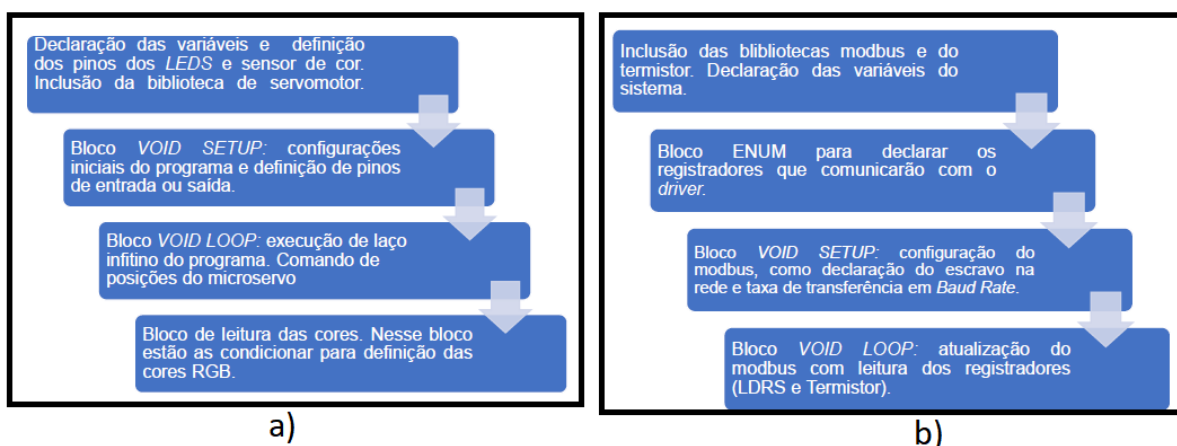 Declaração das variáveis e definição
dos pinos dos LEDS e sensor de cor.
Inclusão da biblioteca de servomotor.
Bloco VOID SETUP: configurações
iniciais do programa e definição de pinos
de entrada ou saída.
Bloco VOID LOOP: execução de laço
infitino do programa. Comando de
posições do microservo
Bloco de leitura das cores. Nesse bloco
estão as condicionar para definição das
cores RGB.
a)
Inclusão das blibliotecas modbus e do
termistor. Declaração das variáveis do
sistema.
Bloco ENUM para declarar os
registradores que comunicarão com o
driver.
Bloco VOID SETUP: configuração do
modbus, como declaração do escravo na
rede e taxa de transferência em Baud Rate.
Bloco VOID LOOP: atualização do
modbus com leitura dos registradores
(LDRS e Termistor).
b)